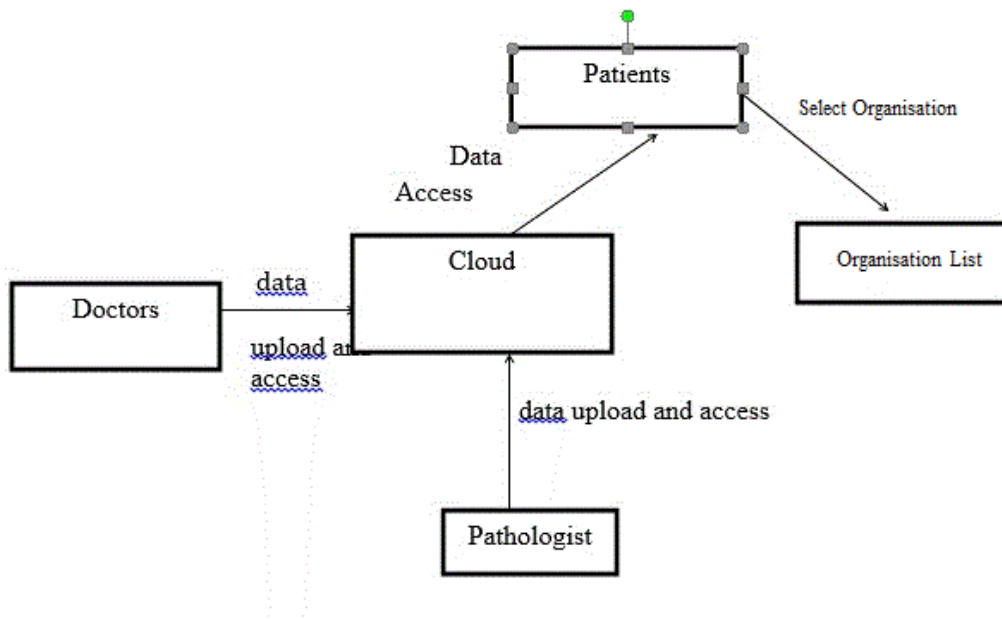 Patients
Select Organisation
Data
Access
Cloud
Organisation List
data
Doctors
upload and
access
data upload and access
Pathologist